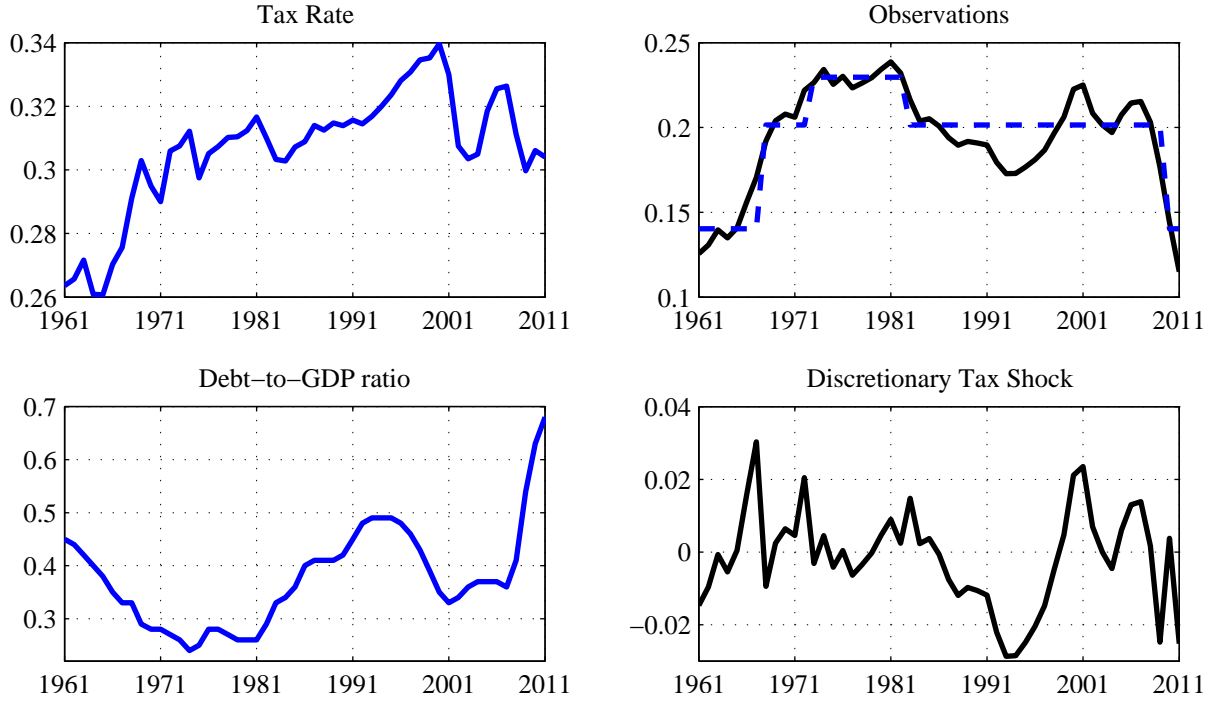 Tax Rate
0.34
0.32
0.3
0.28
0.26
1961 1971 1981 1991 2001 2011
Observations
0.25
0.2
0.15
0.1
1961 1971 1981 1991 2001 2011
Debt−to−GDP ratio
0.7
0.6
0.5
0.4
0.3
1961 1971 1981 1991 2001 2011
Discretionary Tax Shock
0.04
0.02
0
−0.02
1961 1971 1981 1991 2001 2011